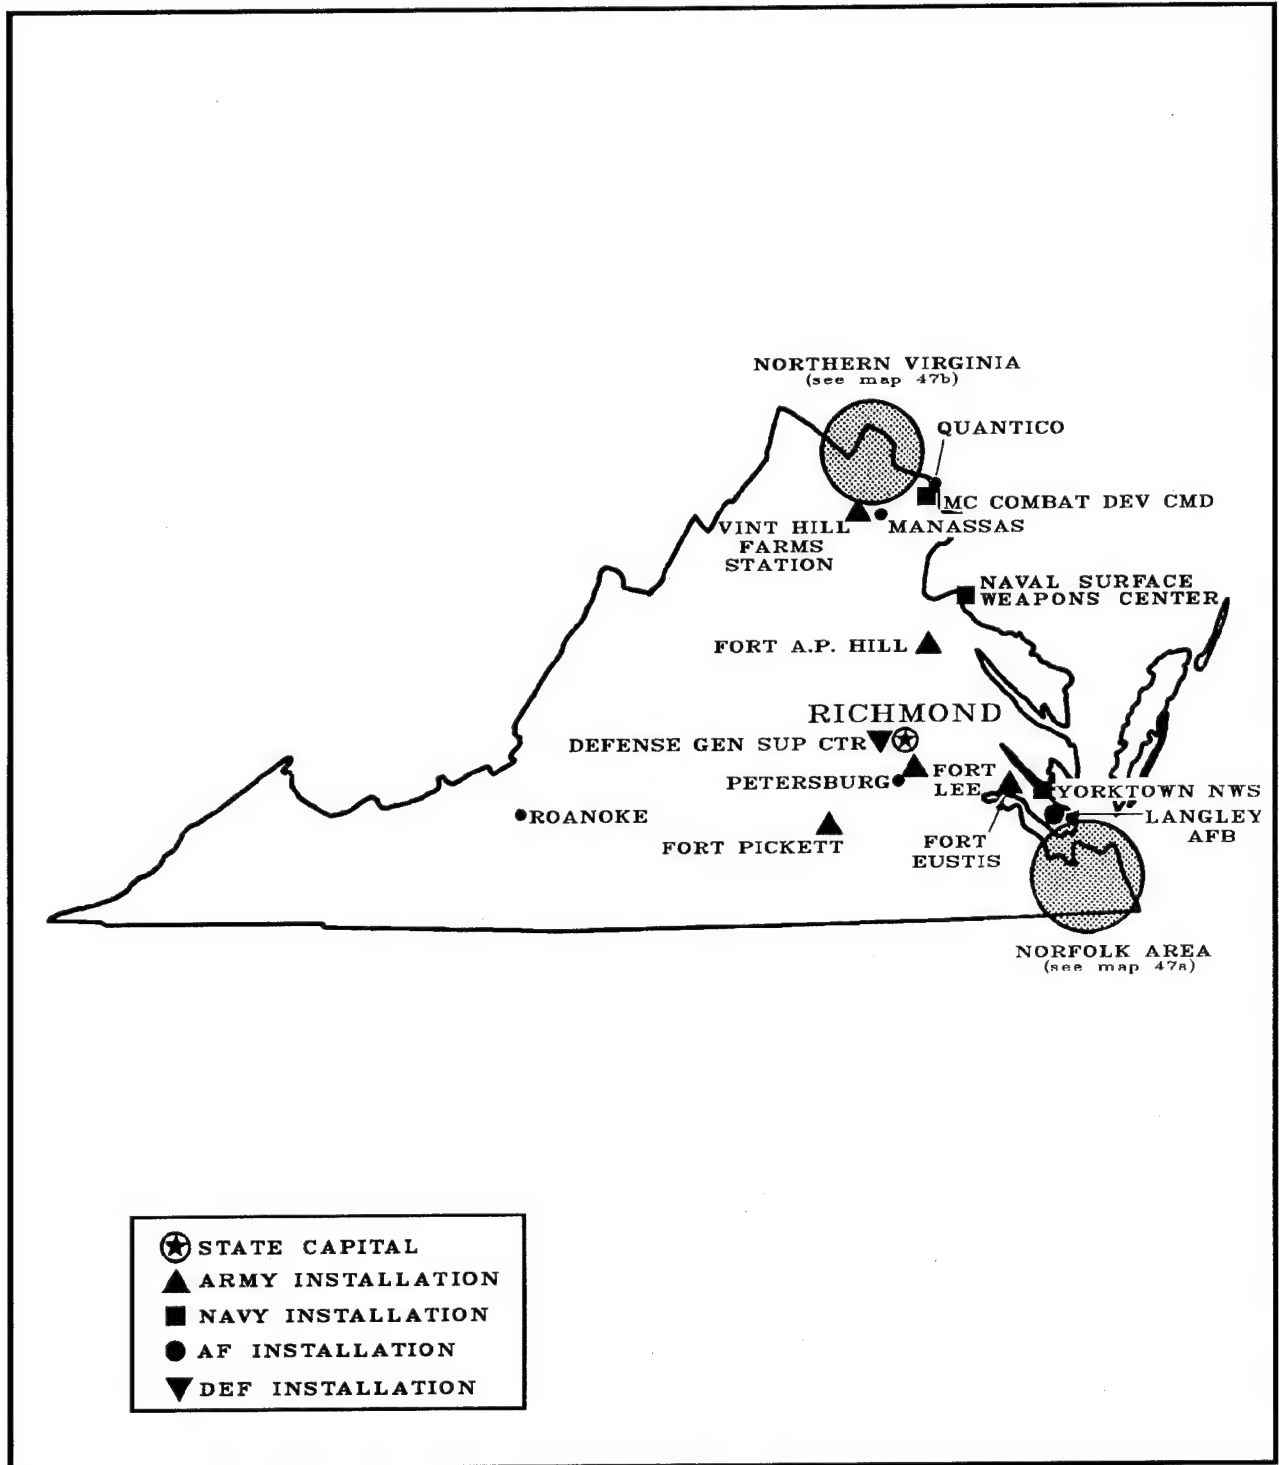 NORTHERN VIRGINIA
(see map 47b)
QUANTICO
MC COMBAT DEV CMD
VINT HILL
FARMS
STATION
MANASSAS
NAVAL SURFACE
WEAPONS CENTER
FORT A.P. HILL
RICHMOND
DEFENSE GEN SUP CTR
PETERSBURG
FORT
LEE
YORKTOWN NWS
ROANOKE
LANGLEY
AFB
FORT PICKETT
FORT
EUSTIS
NORFOLK AREA
(see map 47a)
STATE CAPITAL
ARMY INSTALLATION
NAVY INSTALLATION
AF INSTALLATION
DEF INSTALLATION